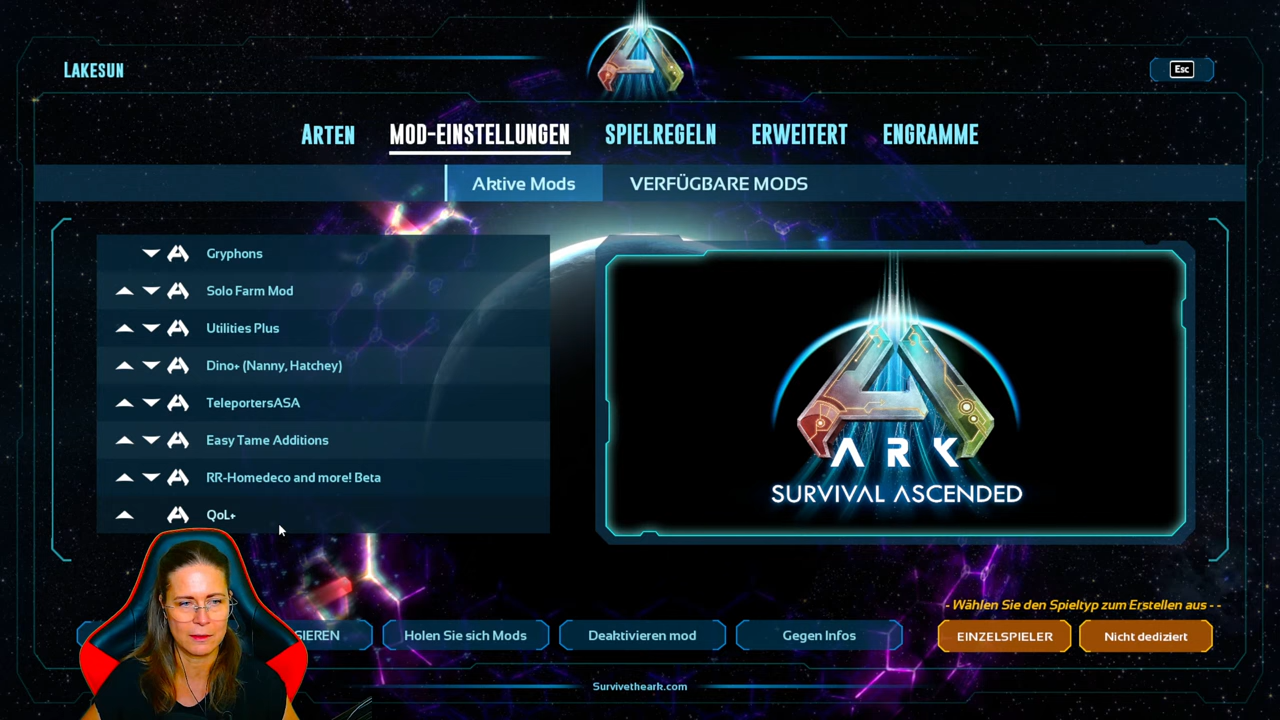 LAKESUN
Esc
ARTEN
MOD-EINSTELLUNGEN
SPIELREGELN
ERWEITERT
ENGRAMME
Aktive Mods
VERFÜGBARE MODS
Gryphons
Solo Farm Mod
Utilities Plus
Dino+ (Nanny, Hatchey)
TeleportersASA
Easy Tame Additions
RR-Homedeco and more! Beta
QoL+
ARK
SURVIVAL ASCENDED
- Wählen Sie den Spieltyp zum Erstellen aus - -
Holen Sie sich Mods
Deaktivieren mod
Gegen Infos
EINZELSPIELER
Nicht dediziert
Survivetheark.com